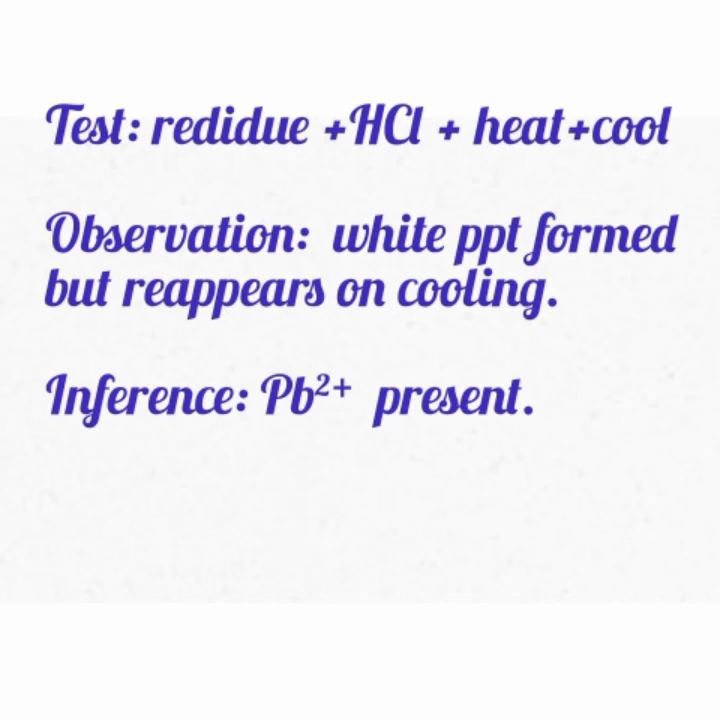 Test: redidue +HCl + heat+cool
Observation: white ppt formed
but reappears on cooling.
Inference: Pb²⁺ present.